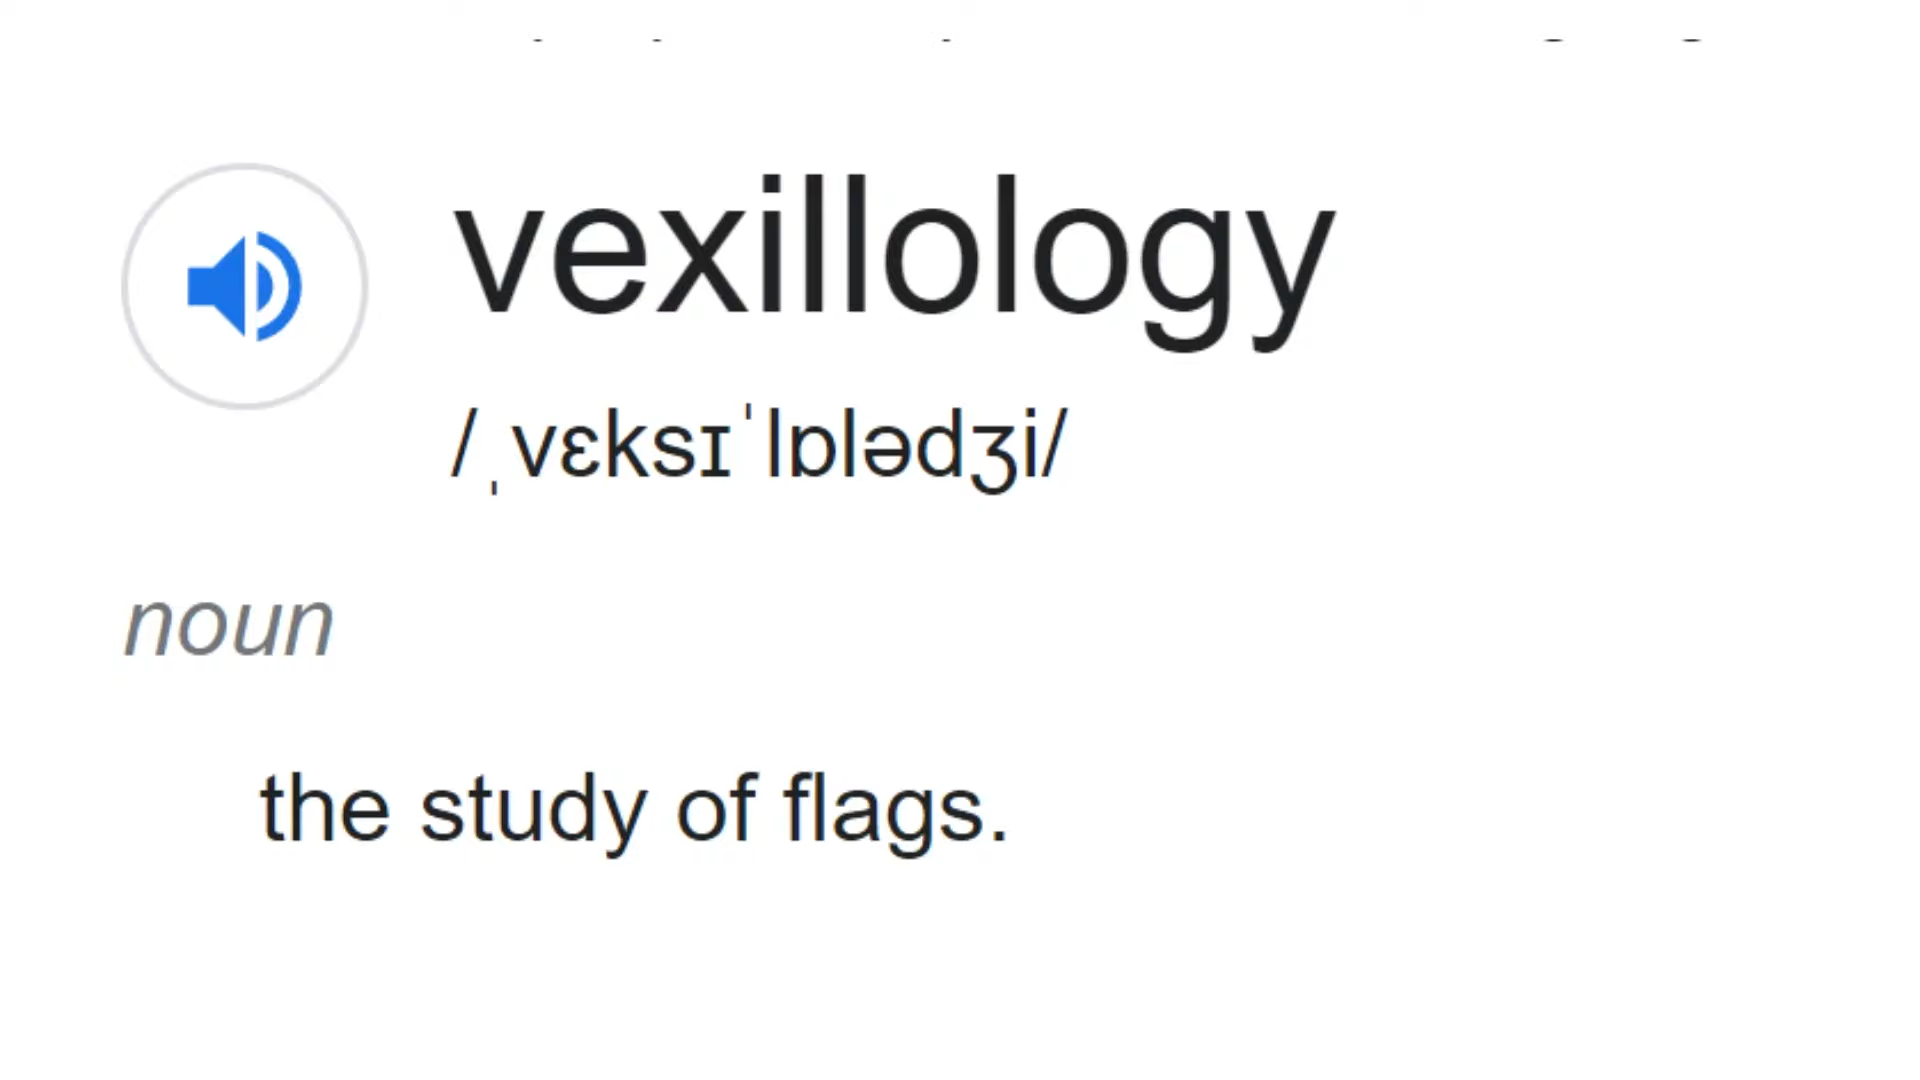 vexillology
/ˌvɛksɪˈlɒlədʒi/
noun
the study of flags.